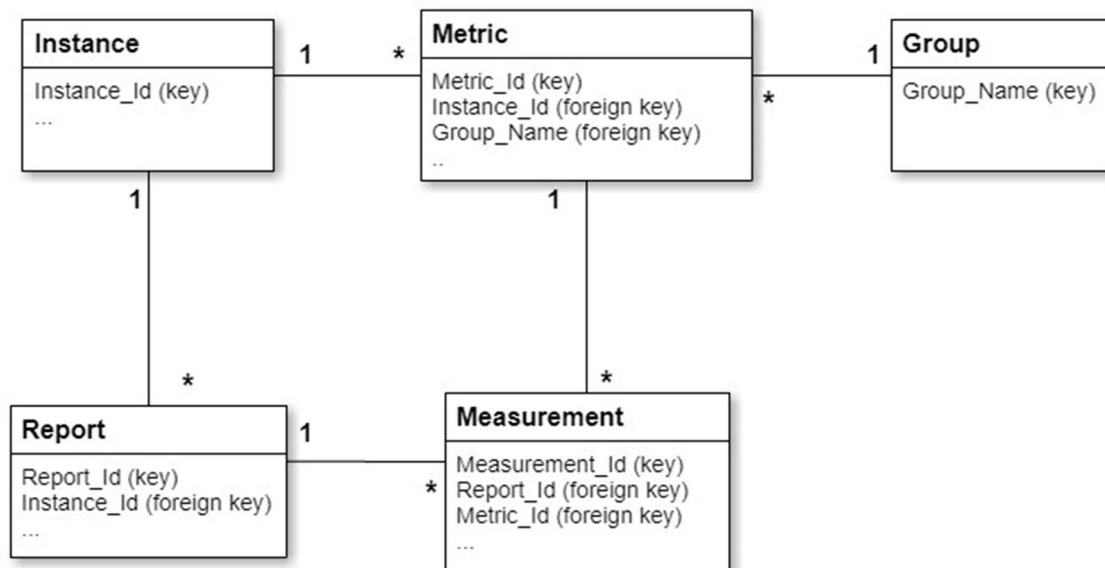 Instance
Instance_Id (key)
...
1
*
Metric
Metric_Id (key)
Instance_Id (foreign key)
Group_Name (foreign key)
..
1
*
Group
Group_Name (key)
1
*
1
*
Report
Report_Id (key)
Instance_Id (foreign key)
...
1
*
Measurement
Measurement_Id (key)
Report_Id (foreign key)
Metric_Id (foreign key)
...